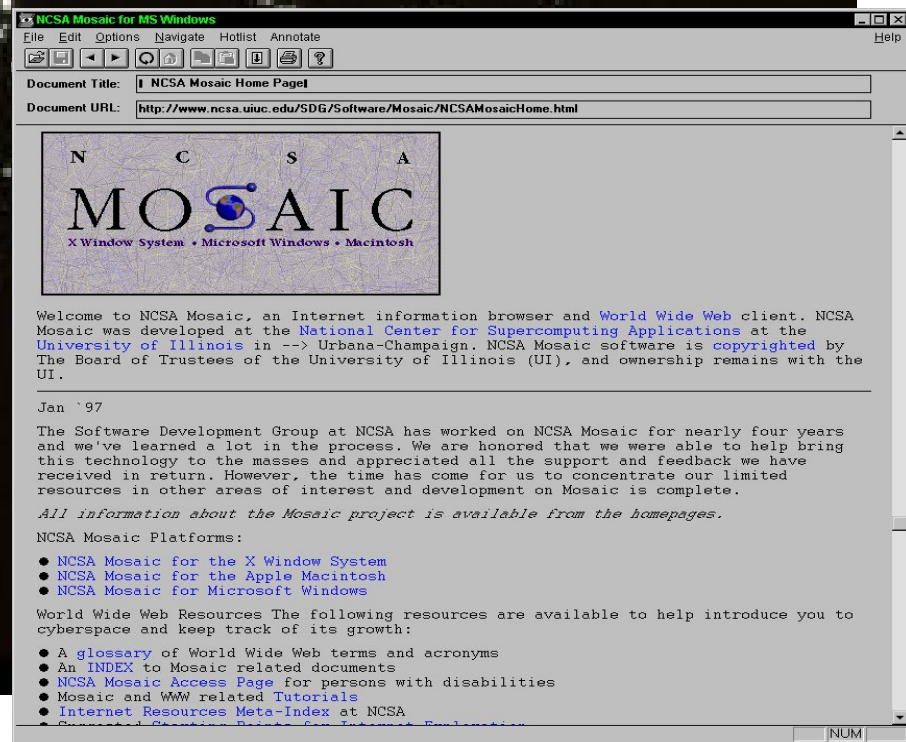 NCSA Mosaic for MS Windows
File Edit Options Navigate Hotlist Annotate Help
Document Title: NCSA Mosaic Home Page
Document URL: http://www.ncsa.uiuc.edu/SDG/Software/Mosaic/NCSAMosaicHome.html
N C S A
MOSAIC
X Window System • Microsoft Windows • Macintosh
Welcome to NCSA Mosaic, an Internet information browser and World Wide Web client. NCSA
Mosaic was developed at the National Center for Supercomputing Applications at the
University of Illinois in --> Urbana-Champaign. NCSA Mosaic software is copyrighted by
The Board of Trustees of the University of Illinois (UI), and ownership remains with the
UI.
Jan `97
The Software Development Group at NCSA has worked on NCSA Mosaic for nearly four years
and we've learned a lot in the process. We are honored that we were able to help bring
this technology to the masses and appreciated all the support and feedback we have
received in return. However, the time has come for us to concentrate our limited
resources in other areas of interest and development on Mosaic is complete.
All information about the Mosaic project is available from the homepages.
NCSA Mosaic Platforms:
● NCSA Mosaic for the X Window System
● NCSA Mosaic for the Apple Macintosh
● NCSA Mosaic for Microsoft Windows
World Wide Web Resources The following resources are available to help introduce you to
cyberspace and keep track of its growth:
● A glossary of World Wide Web terms and acronyms
● An INDEX to Mosaic related documents
● NCSA Mosaic Access Page for persons with disabilities
● Mosaic and WWW related Tutorials
● Internet Resources Meta-Index at NCSA
● Suggested Starting Points for Internet Exploration
NUM